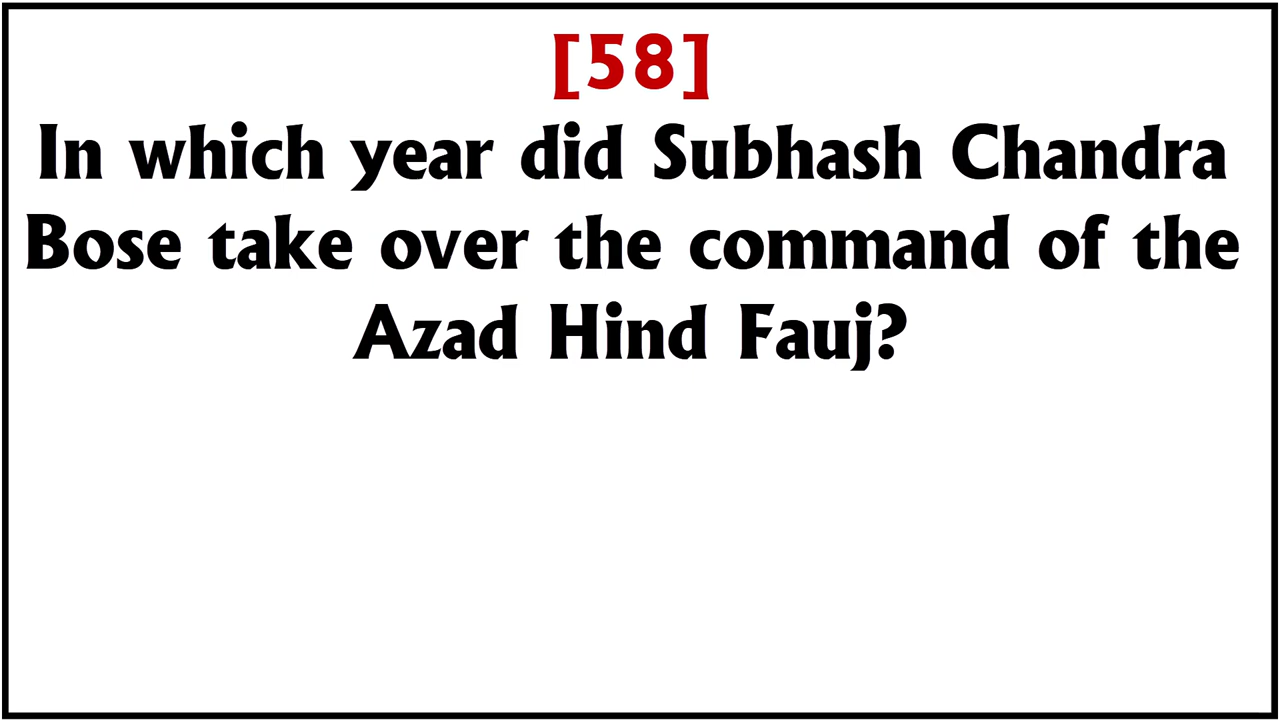 [58]
In which year did Subhash Chandra
Bose take over the command of the
Azad Hind Fauj?